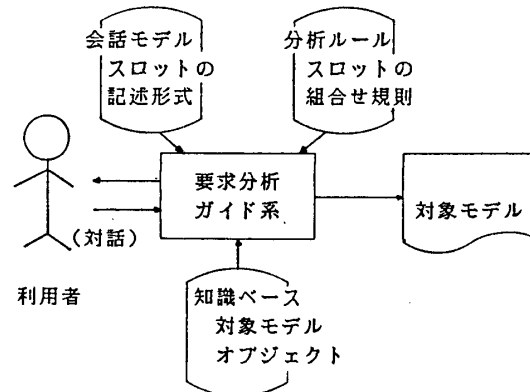 会話モデル
スロットの
記述形式
分析ルール
スロットの
組合せ規則
要求分析
ガイド系
対象モデル
(対話)
利用者
知識ベース
対象モデル
オブジェクト